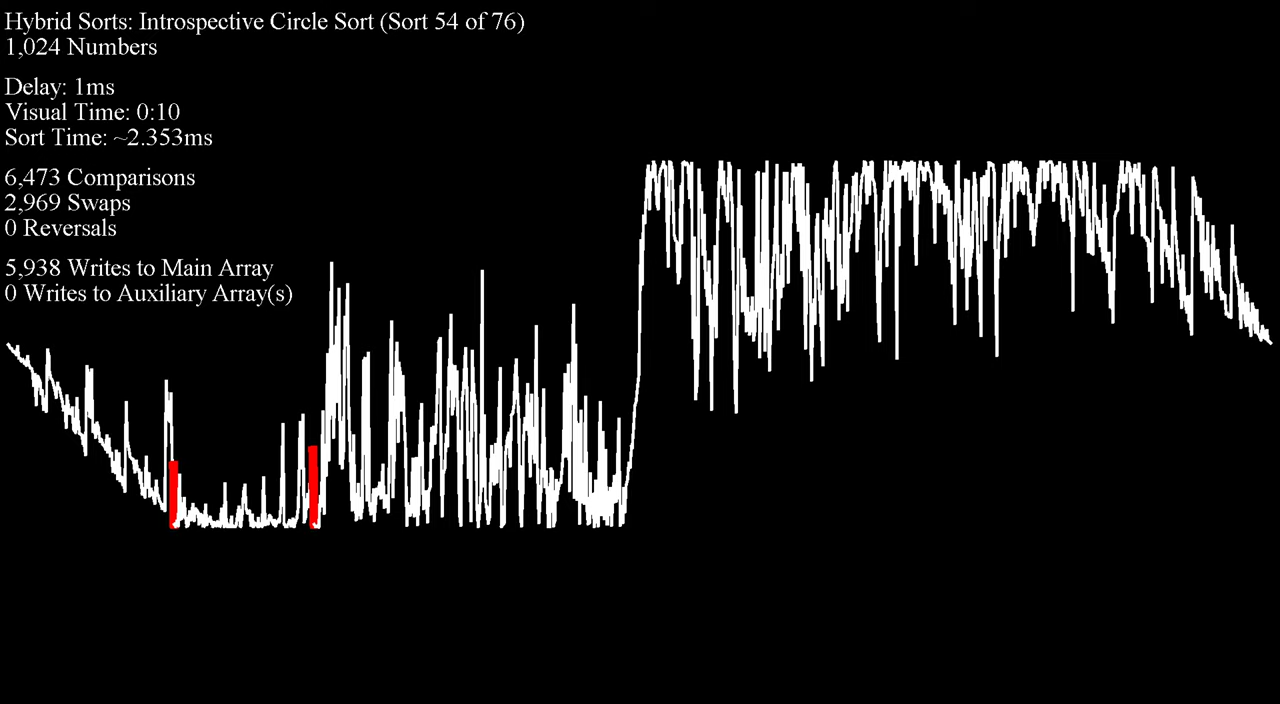 Hybrid Sorts: Introspective Circle Sort (Sort 54 of 76)
1,024 Numbers
Delay: 1ms
Visual Time: 0:10
Sort Time: ~2.353ms
6,473 Comparisons
2,969 Swaps
0 Reversals
5,938 Writes to Main Array
0 Writes to Auxiliary Array(s)